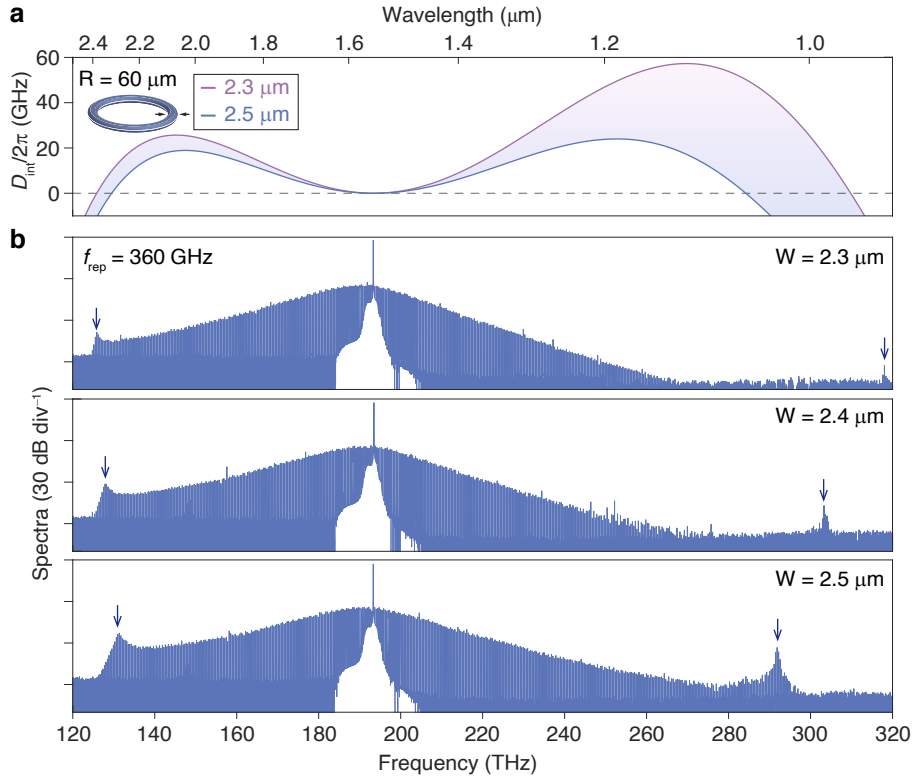 a
Wavelength (μm)
2.4 2.2 2.0 1.8 1.6 1.4 1.2 1.0
D_int/2π (GHz)
60
40
20
0
R = 60 μm
2.3 μm
2.5 μm
b
Spectra (30 dB div⁻¹)
f_rep = 360 GHz
W = 2.3 μm
W = 2.4 μm
W = 2.5 μm
120 140 160 180 200 220 240 260 280 300 320
Frequency (THz)